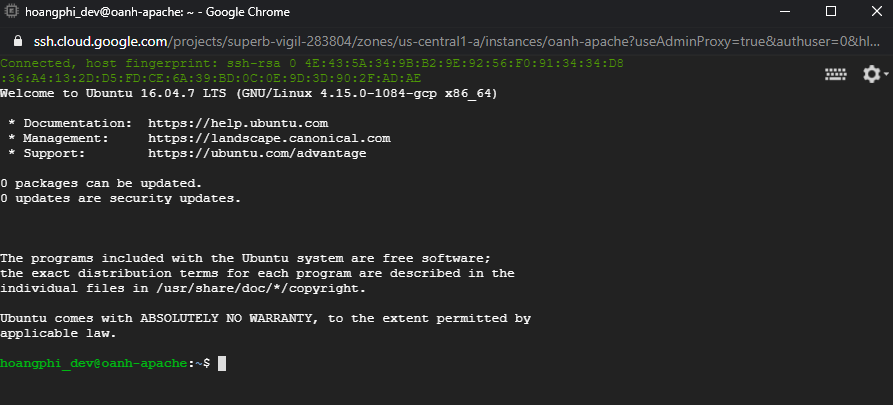 hoangphi_dev@oanh-apache: ~ - Google Chrome
ssh.cloud.google.com/projects/superb-vigil-283804/zones/us-central1-a/instances/oanh-apache?useAdminProxy=true&authuser=0&hl...
Connected, host fingerprint: ssh-rsa 0 4E:43:5A:34:9B:B2:9E:92:56:F0:91:34:34:D8
:36:A4:13:2D:D5:FD:CE:6A:39:BD:0C:0E:9D:3D:90:2F:AD:AE
Welcome to Ubuntu 16.04.7 LTS (GNU/Linux 4.15.0-1084-gcp x86_64)
* Documentation:  https://help.ubuntu.com
* Management:     https://landscape.canonical.com
* Support:        https://ubuntu.com/advantage
0 packages can be updated.
0 updates are security updates.
The programs included with the Ubuntu system are free software;
the exact distribution terms for each program are described in the
individual files in /usr/share/doc/*/copyright.
Ubuntu comes with ABSOLUTELY NO WARRANTY, to the extent permitted by
applicable law.
hoangphi_dev@oanh-apache:~$